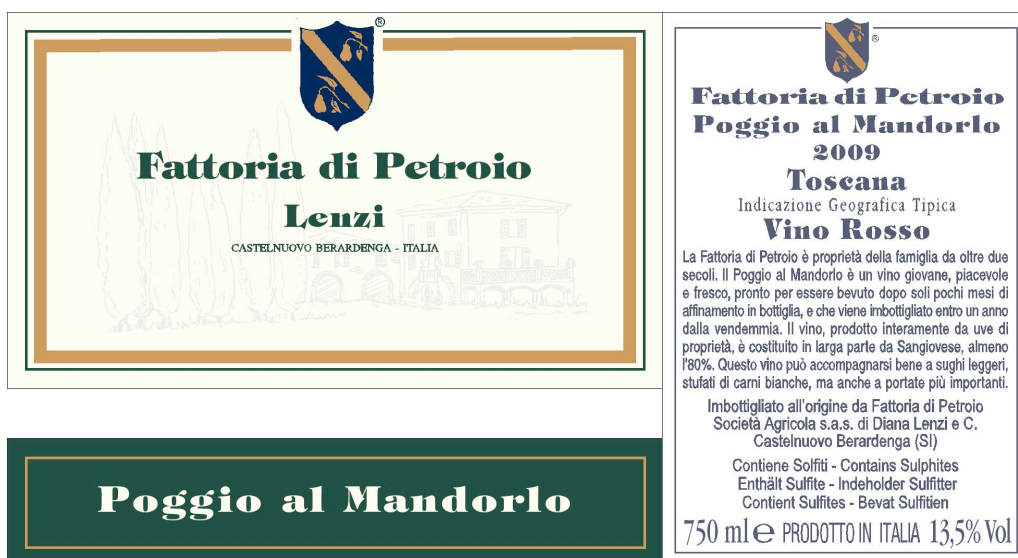 ®
Fattoria di Petroio
Lenzi
CASTELNUOVO BERARDENGA - ITALIA
Poggio al Mandorlo
®
Fattoria di Petroio
Poggio al Mandorlo
2009
Toscana
Indicazione Geografica Tipica
Vino Rosso
La Fattoria di Petroio è proprietà della famiglia da oltre due
secoli. Il Poggio al Mandorlo è un vino giovane, piacevole
e fresco, pronto per essere bevuto dopo soli pochi mesi di
affinamento in bottiglia, e che viene imbottigliato entro un anno
dalla vendemmia. Il vino, prodotto interamente da uve di
proprietà, è costituito in larga parte da Sangiovese, almeno
l'80%. Questo vino può accompagnarsi bene a sughi leggeri,
stufati di carni bianche, ma anche a portate più importanti.
Imbottigliato all'origine da Fattoria di Petroio
Società Agricola s.a.s. di Diana Lenzi e C.
Castelnuovo Berardenga (SI)
Contiene Solfiti - Contains Sulphites
Enthält Sulfite - Indeholder Sulfitter
Contient Sulfites - Bevat Sulfitien
750 ml e PRODOTTO IN ITALIA 13,5% Vol